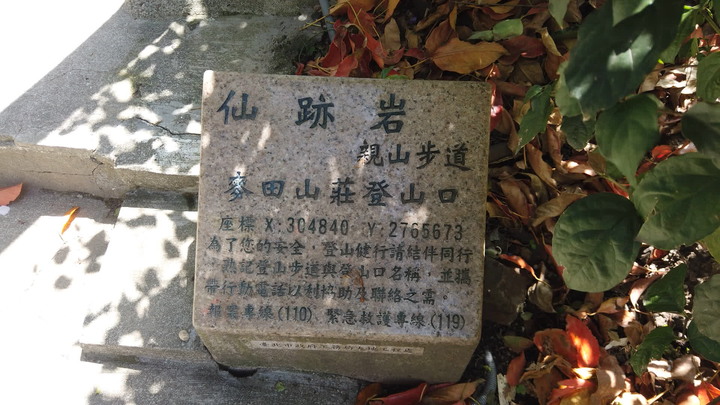 仙跡岩
親山步道
麥田山莊登山口
座標 X:304840 Y:2765673
為了您的安全，登山健行請結伴同行
熟記登山步道與登山口名稱，並攜
帶行動電話以利協助及聯絡之需。
報案專線(110)、緊急救護專線(119)